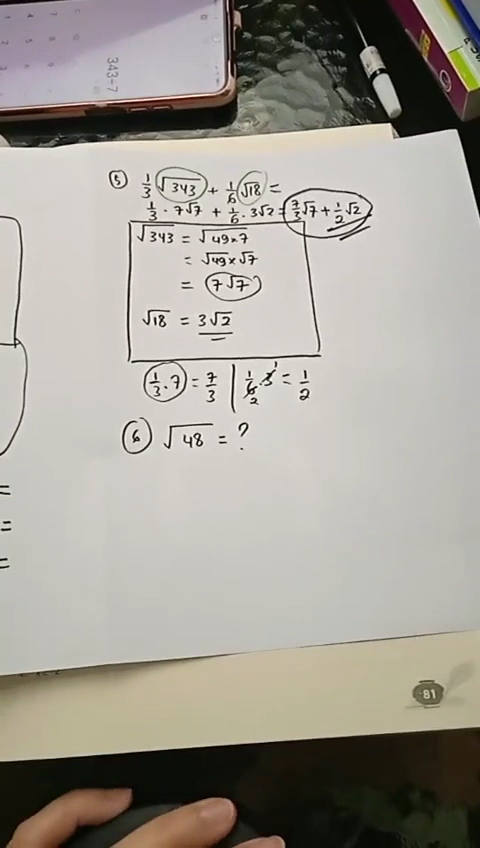 343÷7
5 1/3 √343 + 1/6 √18 =
1/3 · 7√7 + 1/6 · 3√2 = 7/3 √7 + 1/2 √2
√343 = √49×7
= √49 × √7
= 7√7
√18 = 3√2
1/3 · 7 = 7/3 | 1/6 · 3 = 1/2
2 1
6 √48 = ?
=
=
=
81